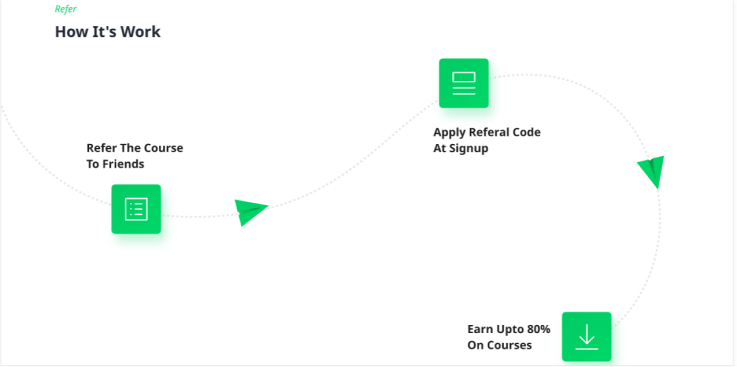 Refer
How It's Work
Refer The Course
To Friends
Apply Referal Code
At Signup
Earn Upto 80%
On Courses